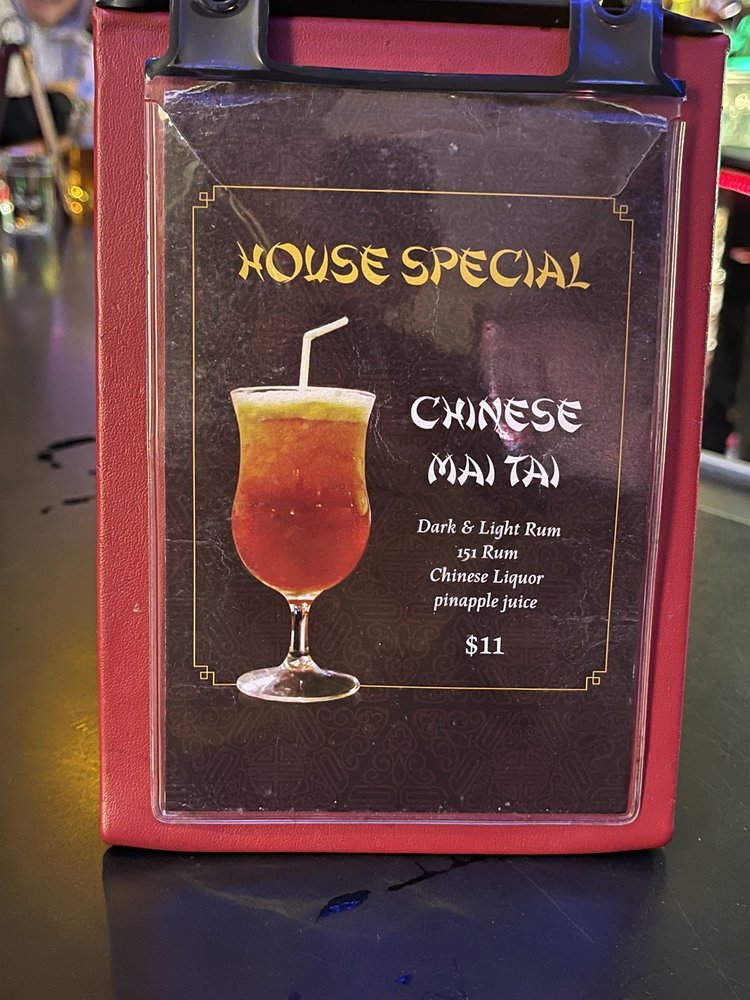 HOUSE SPECIAL
CHINESE
MAI TAI
Dark & Light Rum
151 Rum
Chinese Liquor
pinapple juice
$11